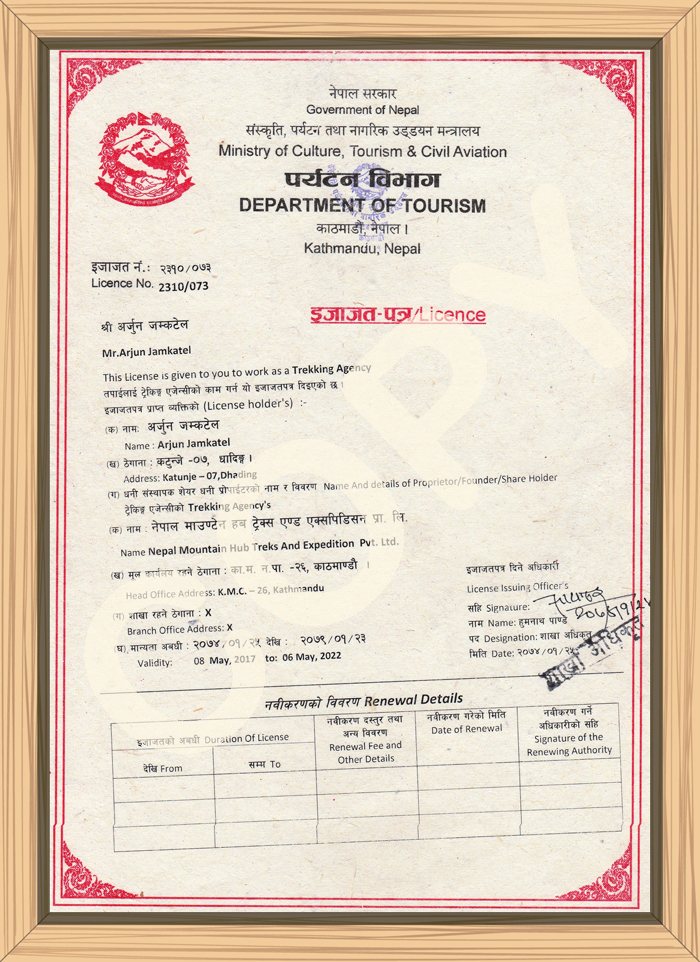 नेपाल सरकार
Government of Nepal
संस्कृति, पर्यटन तथा नागरिक उड्डयन मन्त्रालय
Ministry of Culture, Tourism & Civil Aviation
पर्यटन विभाग
DEPARTMENT OF TOURISM
काठमाडौं, नेपाल ।
Kathmandu, Nepal
इजाजत नं.: २३१०/०७३
Licence No. 2310/073
इजाजत-पत्र/Licence
श्री अर्जुन जम्कटेल
Mr.Arjun Jamkatel
This License is given to you to work as a Trekking Agency
तपाईलाई ट्रेकिङ्ग एजेन्सीको काम गर्न यो इजाजतपत्र दिइएको छ ।
इजाजतपत्र प्राप्त व्यक्तिको (License holder's) :-
(क) नामः अर्जुन जम्कटेल
Name : Arjun Jamkatel
(ख) ठेगाना : कटुन्जे -०७, धादिङ्ग ।
Address: Katunje – 07,Dhading
(ग) धनी संस्थापक शेयर धनी प्रोपाईटरको नाम र विवरण Name And details of Proprietor/Founder/Share Holder
ट्रेकिङ्ग एजेन्सीको Trekking Agency's
(क) नाम : नेपाल माउण्टेन हब ट्रेक्स एण्ड एक्सपिडिसन प्रा. लि.
Name Nepal Mountain Hub Treks And Expedition Pvt. Ltd.
(ख) मूल कार्यलय रहने ठेगाना : का.म. न.पा. -२६, काठमाण्डौ ।
Head Office Address: K.M.C. – 26, Kathmandu
(ग) शाखा रहने ठेगाना : X
Branch Office Address: X
(घ) मान्यता अबधी : २०७४/०१/२५ देखि : २०७९/०१/२३
Validity: 08 May, 2017 to: 06 May, 2022
इजाजतपत्र दिने अधिकारी
License Issuing Officer's
सहि Signature:
नाम Name: हुमनाथ पाण्डे
पद Designation: शाखा अधिकृत
मिति Date: २०७४/०१/२५
शाखा अधिकृत
नवीकरणको विवरण Renewal Details
इजाजतको अबधी Duration Of License
देखि From
सम्म To
नवीकरण दस्तुर तथा
अन्य विवरण
Renewal Fee and
Other Details
नवीकरण गरेको मिति
Date of Renewal
नवीकरण गर्ने
अधिकारीको सहि
Signature of the
Renewing Authority
COPY